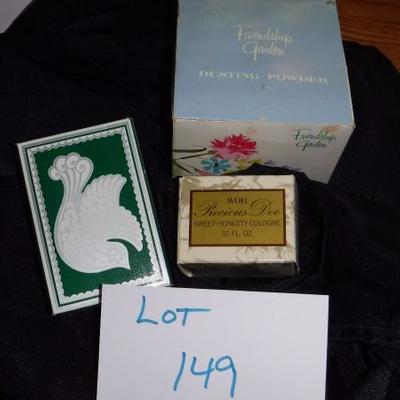 Friendship
Garden
DUSTING POWDER
Friendship
Garden
AVON
Precious Doe
SWEET HONESTY COLOGNE
.50 FL. OZ.
LOT
149